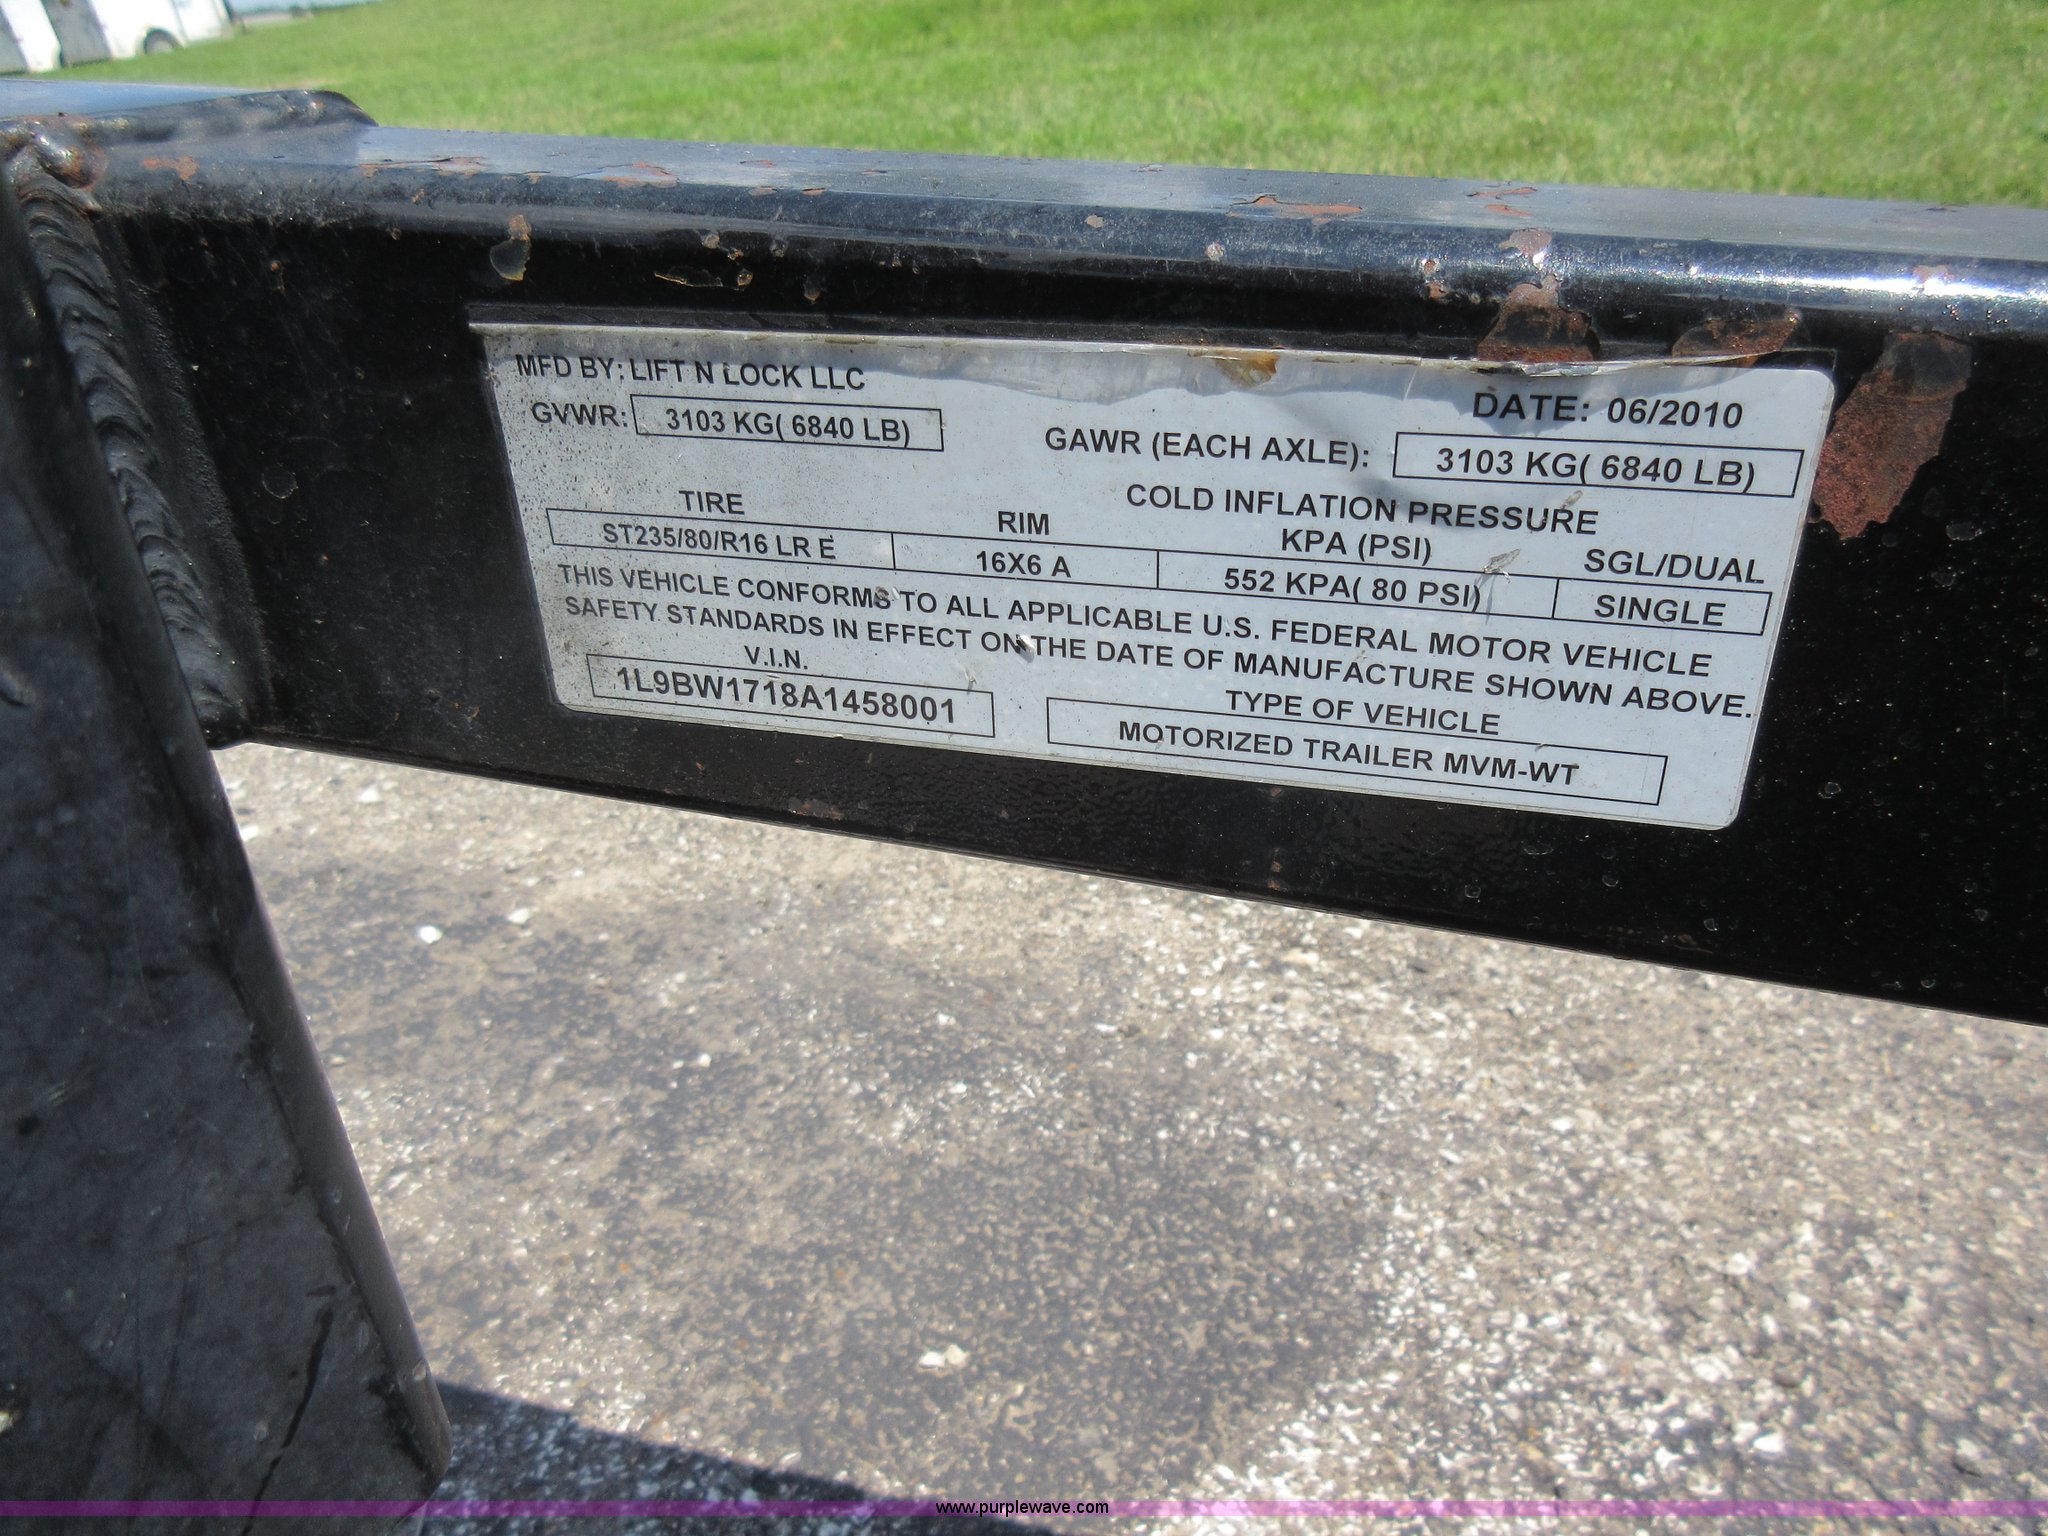 MFD BY: LIFT N LOCK LLC
DATE: 06/2010
GVWR: 3103 KG( 6840 LB)
GAWR (EACH AXLE): 3103 KG( 6840 LB)
COLD INFLATION PRESSURE
TIRE RIM KPA (PSI) SGL/DUAL
ST235/80/R16 LR E 16X6 A 552 KPA( 80 PSI) SINGLE
THIS VEHICLE CONFORMS TO ALL APPLICABLE U.S. FEDERAL MOTOR VEHICLE
SAFETY STANDARDS IN EFFECT ON THE DATE OF MANUFACTURE SHOWN ABOVE.
V.I.N. TYPE OF VEHICLE
1L9BW1718A1458001 MOTORIZED TRAILER MVM-WT
www.purplewave.com